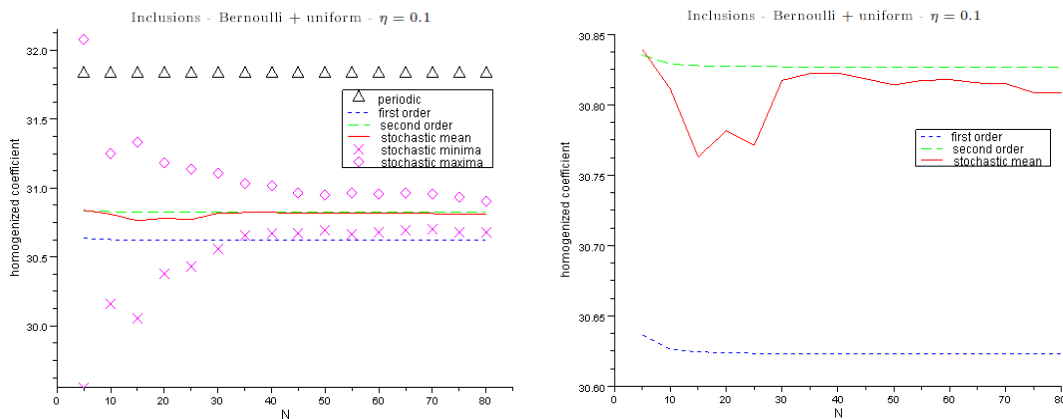 Inclusions - Bernoulli + uniform - η = 0.1
homogenized coefficient
32.0
31.5
31.0
30.5
30.0
periodic
first order
second order
stochastic mean
stochastic minima
stochastic maxima
0 10 20 30 40 50 60 70 80
N
Inclusions - Bernoulli + uniform - η = 0.1
homogenized coefficient
30.85
30.80
30.75
30.70
30.65
30.60
first order
second order
stochastic mean
0 10 20 30 40 50 60 70 80
N